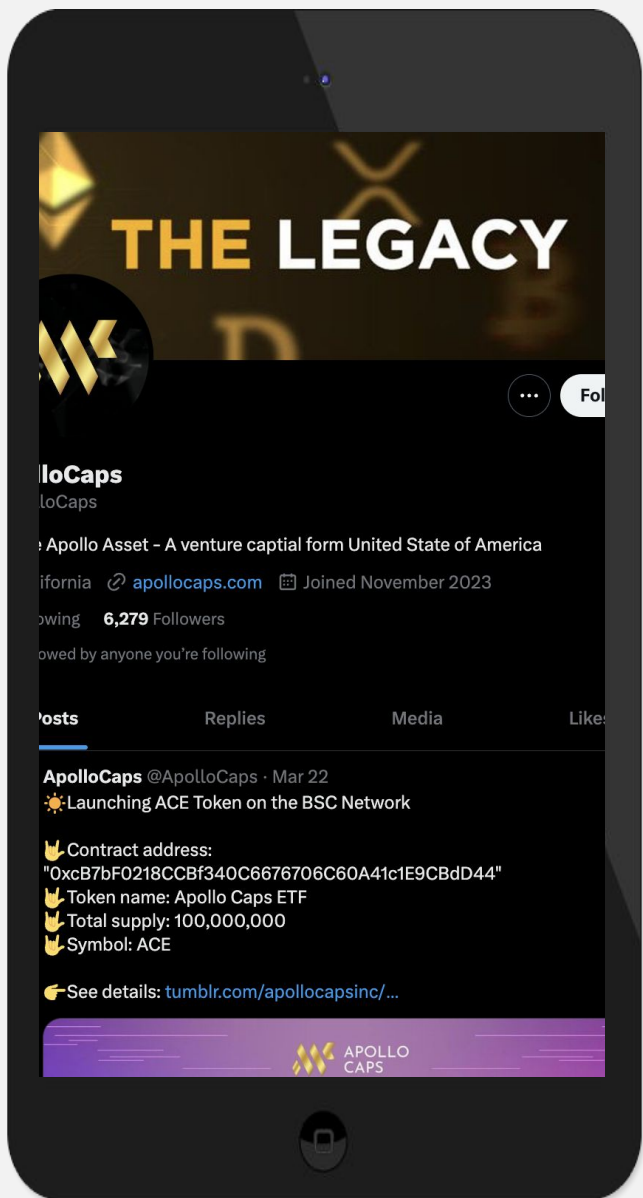 THE LEGACY
Fol
lloCaps
loCaps
Apollo Asset - A venture captial form United State of America
ifornia apollocaps.com Joined November 2023
owing 6,279 Followers
owed by anyone you're following
Posts Replies Media Likes
ApolloCaps @ApolloCaps · Mar 22
☀️Launching ACE Token on the BSC Network
🤘Contract address:
"0xcB7bF0218CCBf340C6676706C60A41c1E9CBdD44"
🤘Token name: Apollo Caps ETF
🤘Total supply: 100,000,000
🤘Symbol: ACE
👉See details: tumblr.com/apollocapsinc/...
APOLLO
CAPS